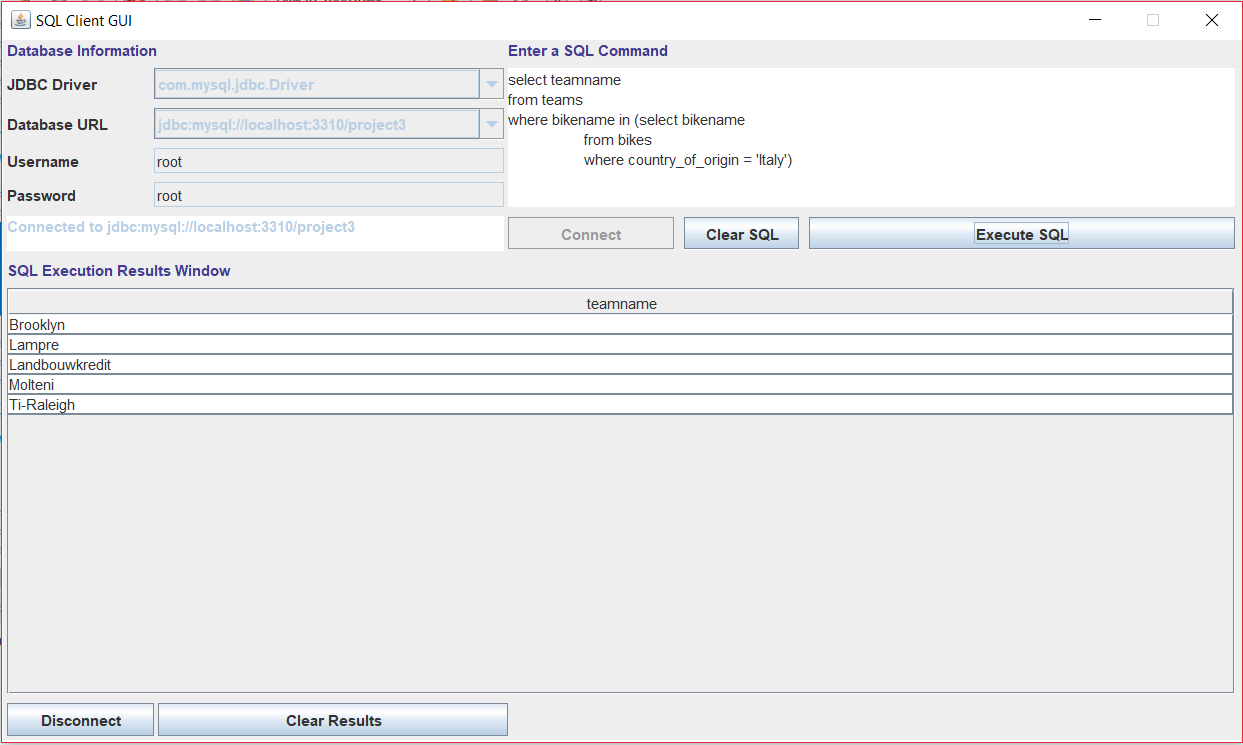 SQL Client GUI
Database Information
JDBC Driver com.mysql.jdbc.Driver
Database URL jdbc:mysql://localhost:3310/project3
Username root
Password root
Connected to jdbc:mysql://localhost:3310/project3
Enter a SQL Command
select teamname
from teams
where bikename in (select bikename
from bikes
where country_of_origin = 'Italy')
Connect Clear SQL Execute SQL
SQL Execution Results Window
teamname
Brooklyn
Lampre
Landbouwkredit
Molteni
Ti-Raleigh
Disconnect Clear Results